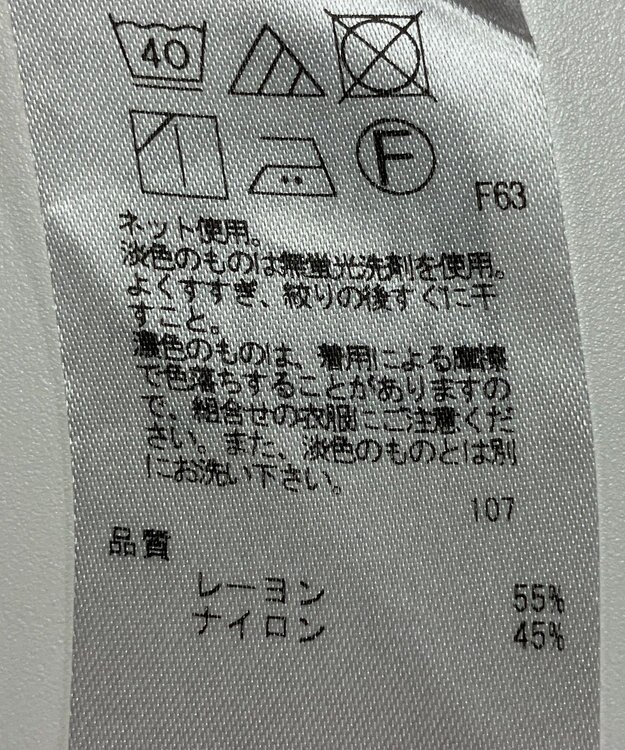 40
F
F63
ネット使用。
淡色のものは無蛍光洗剤を使用。
よくすすぎ、絞りの後すぐに干
すこと。
濃色のものは、着用による摩擦
で色落ちすることがありますの
で、組合せの衣服にご注意くだ
さい。また、淡色のものとは別
にお洗い下さい。
107
品質
レーヨン 55%
ナイロン 45%